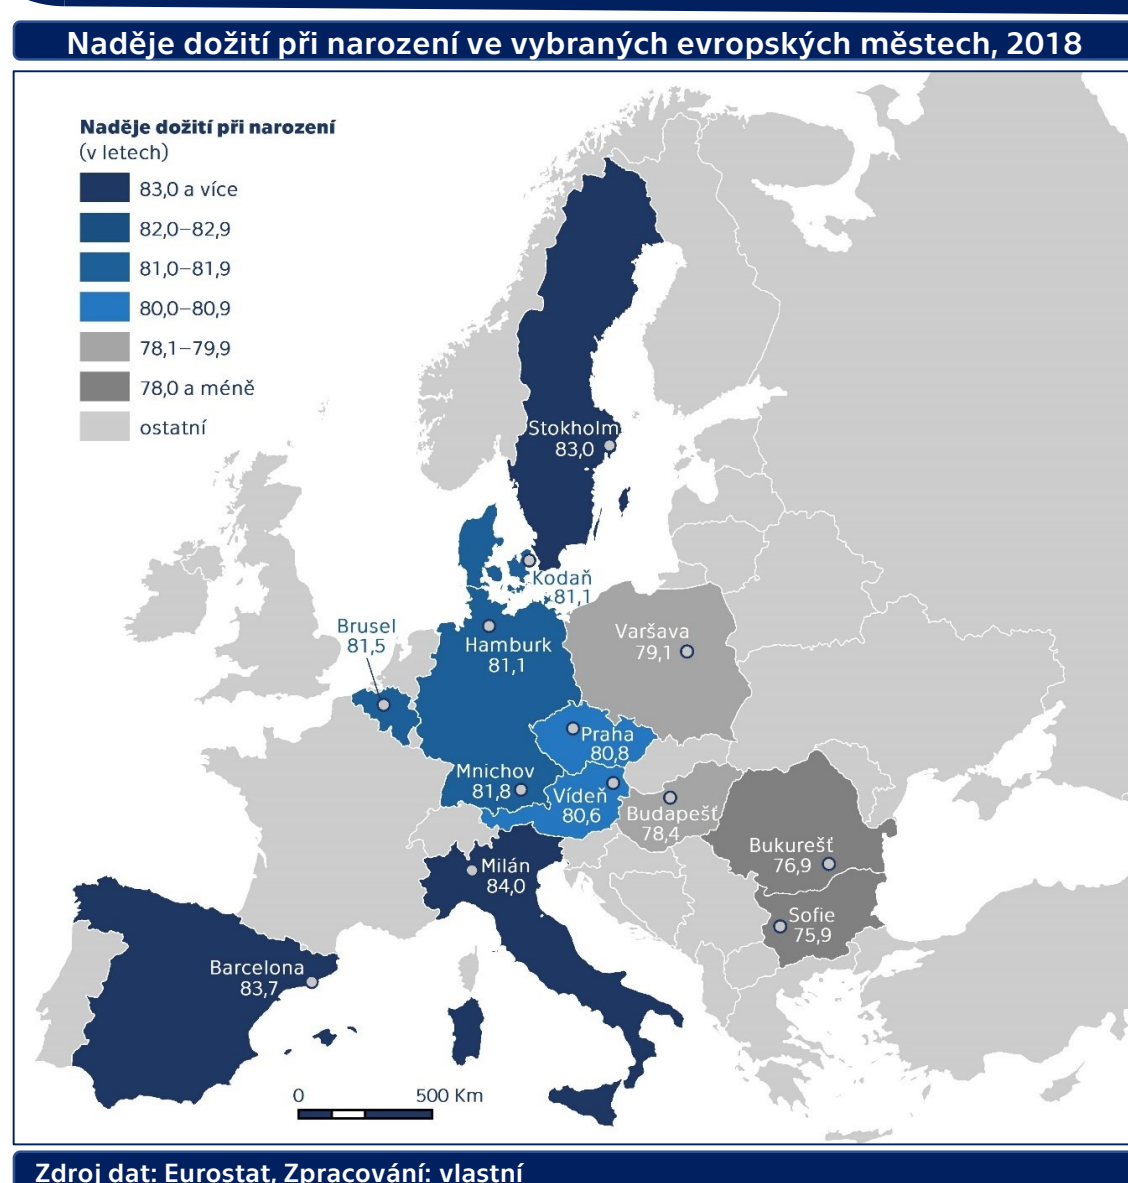 Naděje dožití při narození ve vybraných evropských městech, 2018
Naděje dožití při narození
(v letech)
83,0 a více
82,0–82,9
81,0–81,9
80,0–80,9
78,1–79,9
78,0 a méně
ostatní
Stokholm
83,0
Kodaň
81,1
Brusel
81,5
Hamburk
81,1
Varšava
79,1
Praha
80,8
Mnichov
81,8
Vídeň
80,6
Budapešť
78,4
Bukurešť
76,9
Milán
84,0
Sofie
75,9
Barcelona
83,7
0 500 Km
Zdroj dat: Eurostat, Zpracování: vlastní